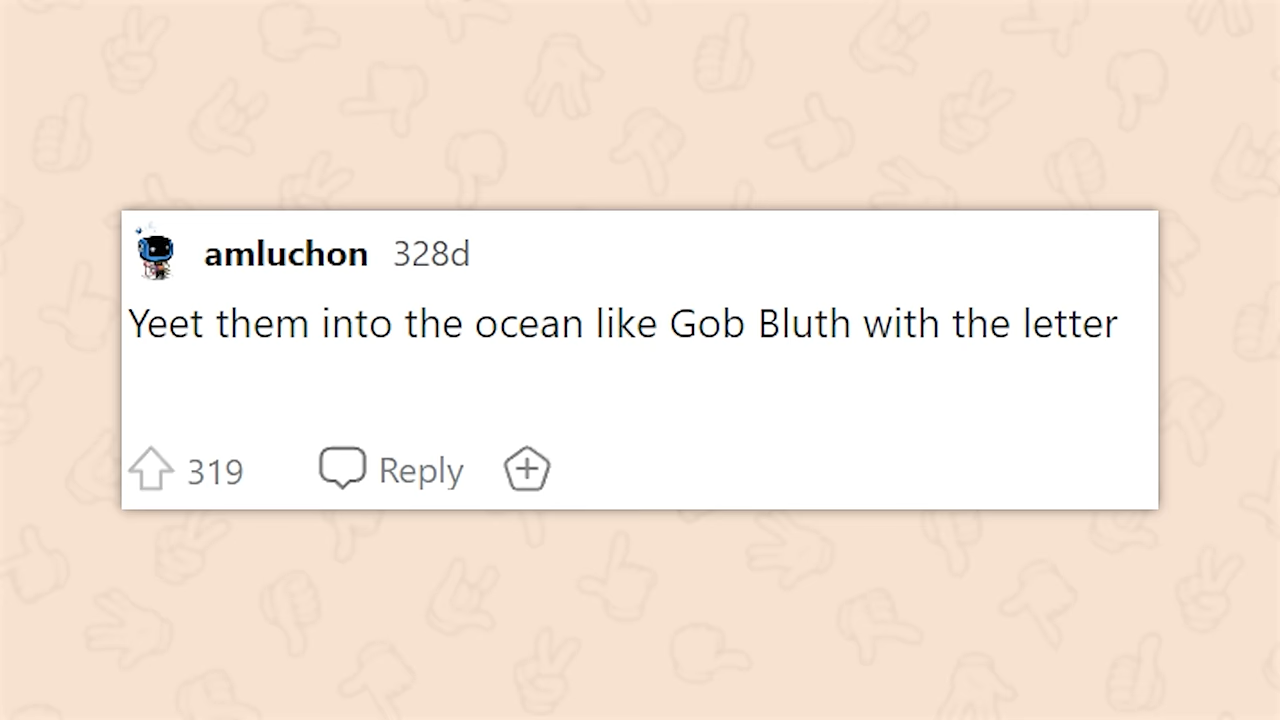 amluchon 328d
Yeet them into the ocean like Gob Bluth with the letter
319 Reply